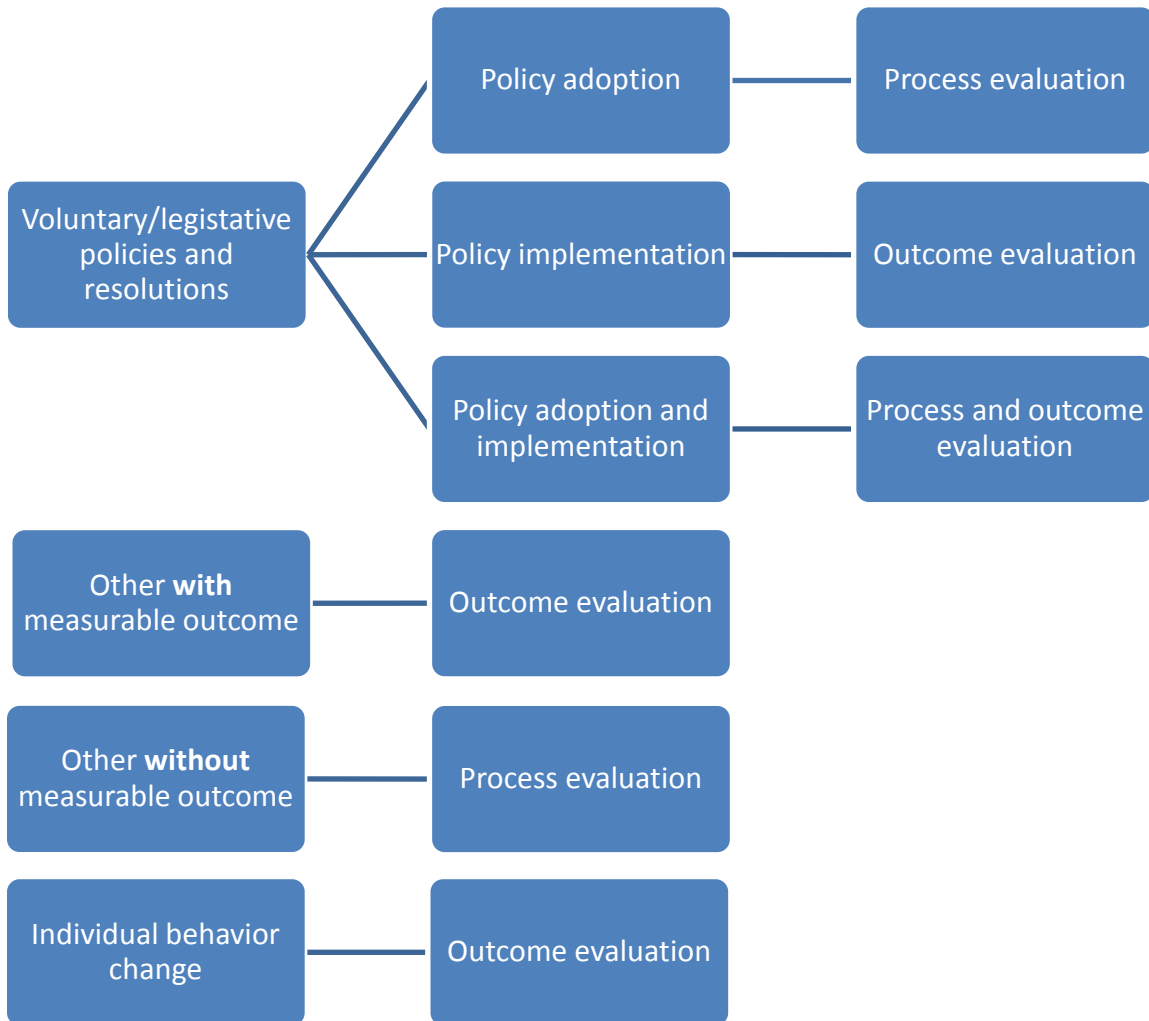 Policy adoption
Process evaluation
Voluntary/legistative
policies and
resolutions
Policy implementation
Outcome evaluation
Policy adoption and
implementation
Process and outcome
evaluation
Other with
measurable outcome
Outcome evaluation
Other without
measurable outcome
Process evaluation
Individual behavior
change
Outcome evaluation